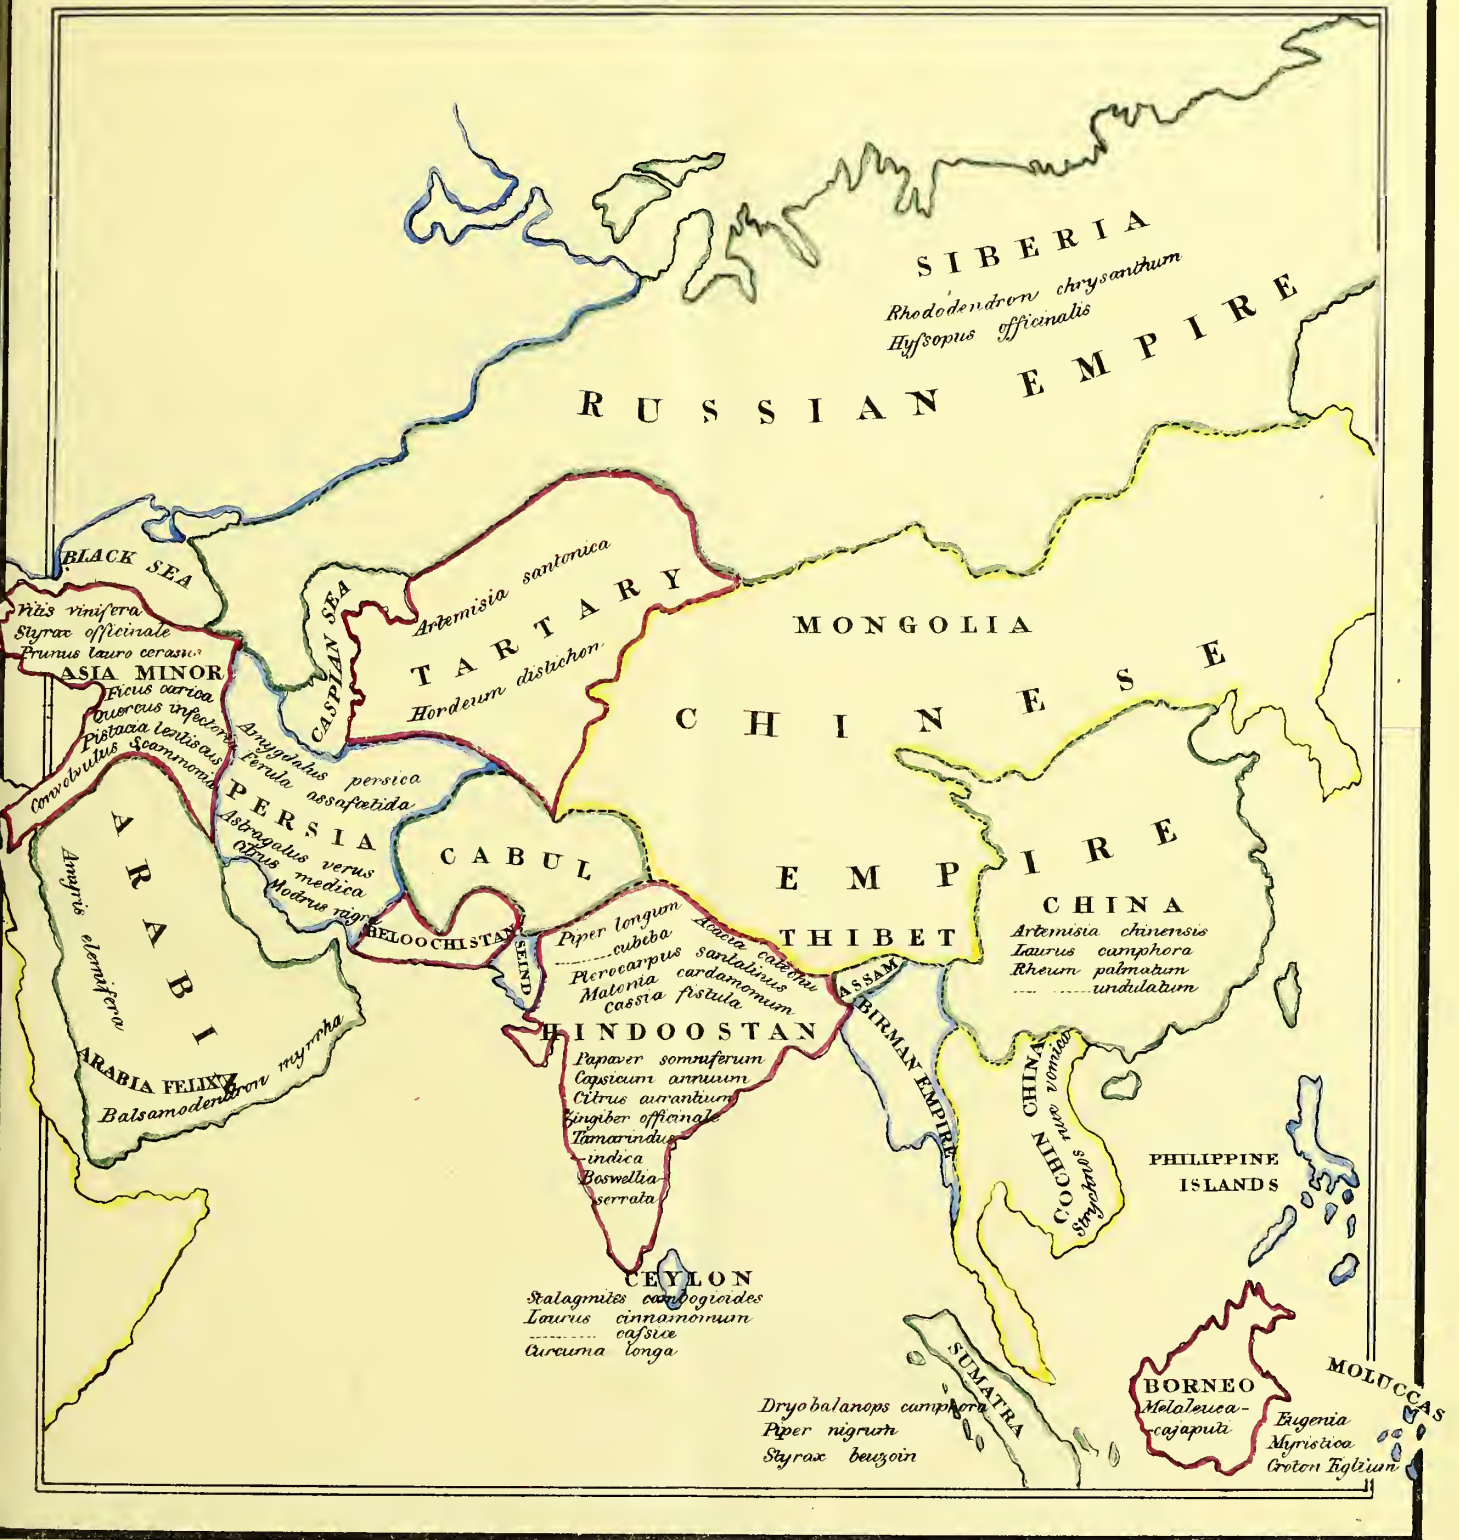 SIBERIA
Rhododendron chrysanthum
Hyſsopus officinalis
RUSSIAN EMPIRE
BLACK SEA
CASPIAN SEA
Vitis vinifera
Styrax officinale
Prunus lauro cerasus
ASIA MINOR
Ficus carica
Quercus infectoria
Pistacia lentiscus
Convolvulus Scammonia
Artemisia santonica
TARTARY
Hordeum distichon
MONGOLIA
CHINESE
EMPIRE
THIBET
Amygdalus persica
Ferula assafœtida
PERSIA
Astragalus verus
Citrus medica
Modrus nigra
CABUL
BELOOCHISTAN
SEIND
ARABI
Amyris elemifera
ARABIA FELIX
Balsamodendron myrrha
Piper longum
........cubeba
Acacia catechu
Pterocarpus santalinus
Matonia cardamomum
cassia fistula
HINDOOSTAN
Papaver somniferum
Capsicum annuum
Citrus aurantium
Zingiber officinale
Tamarindus
-indica
Boswellia
serrata
CEYLON
Stalagmites cambogioides
Laurus cinnamomum
.......... caſsiæ
Curcuma longa
ASSAM
BIRMAN EMPIRE
CHINA
Artemisia chinensis
Laurus camphora
Rheum palmatum
.... ......undulatum
COCHIN CHINA
Strychnos nux vomica
PHILIPPINE
ISLANDS
SUMATRA
Dryobalanops camphora
Piper nigrum
Styrax beuzoin
BORNEO
Melaleuca-
-cajaputi
MOLUCCAS
Eugenia
Myristica
Croton Tiglium